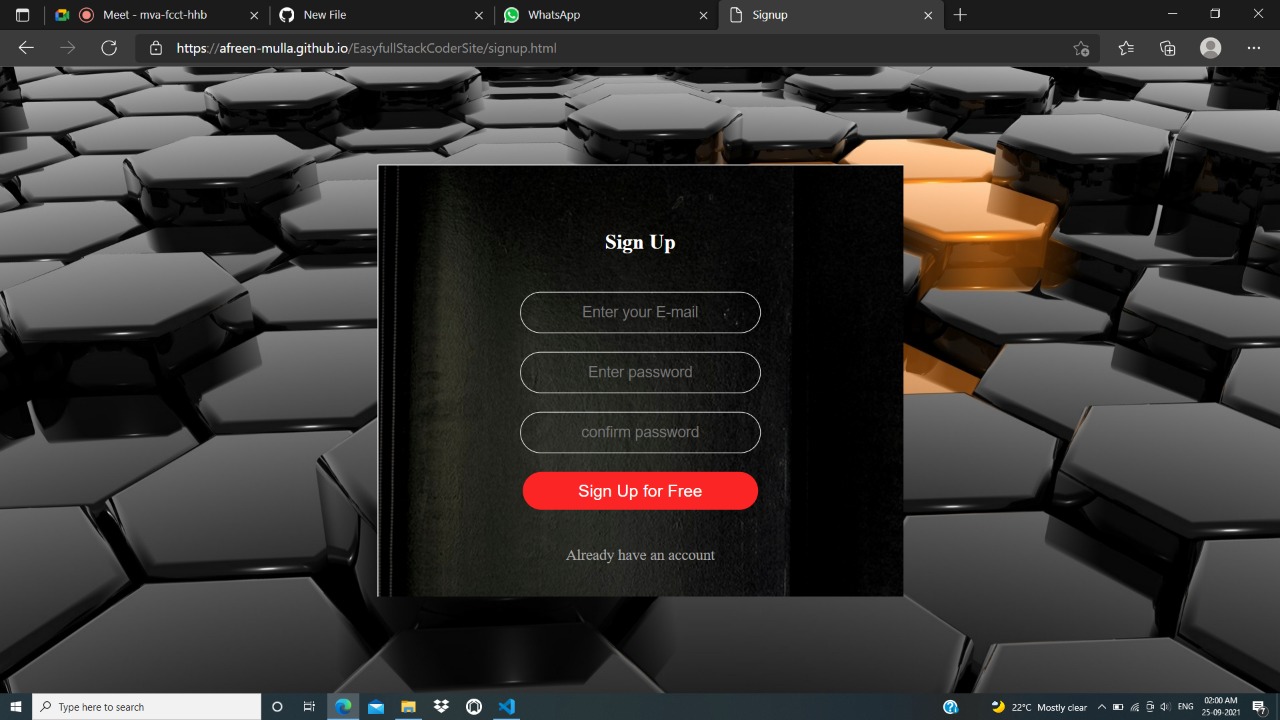 Meet - mva-fcct-hhb
New File
WhatsApp
Signup
https://afreen-mulla.github.io/EasyfullStackCoderSite/signup.html
Sign Up
Enter your E-mail
Enter password
confirm password
Sign Up for Free
Already have an account
Type here to search
22°C Mostly clear
ENG
02:00 AM
25-09-2021
7